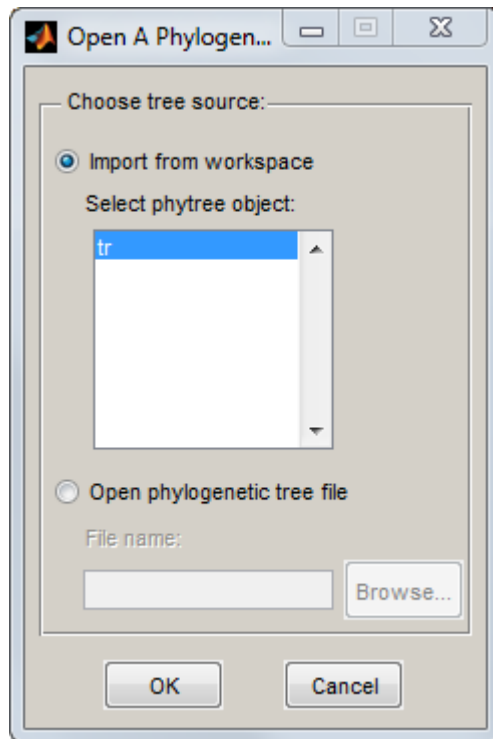 Open A Phylogen...
Choose tree source:
Import from workspace
Select phytree object:
tr
Open phylogenetic tree file
File name:
Browse...
OK Cancel